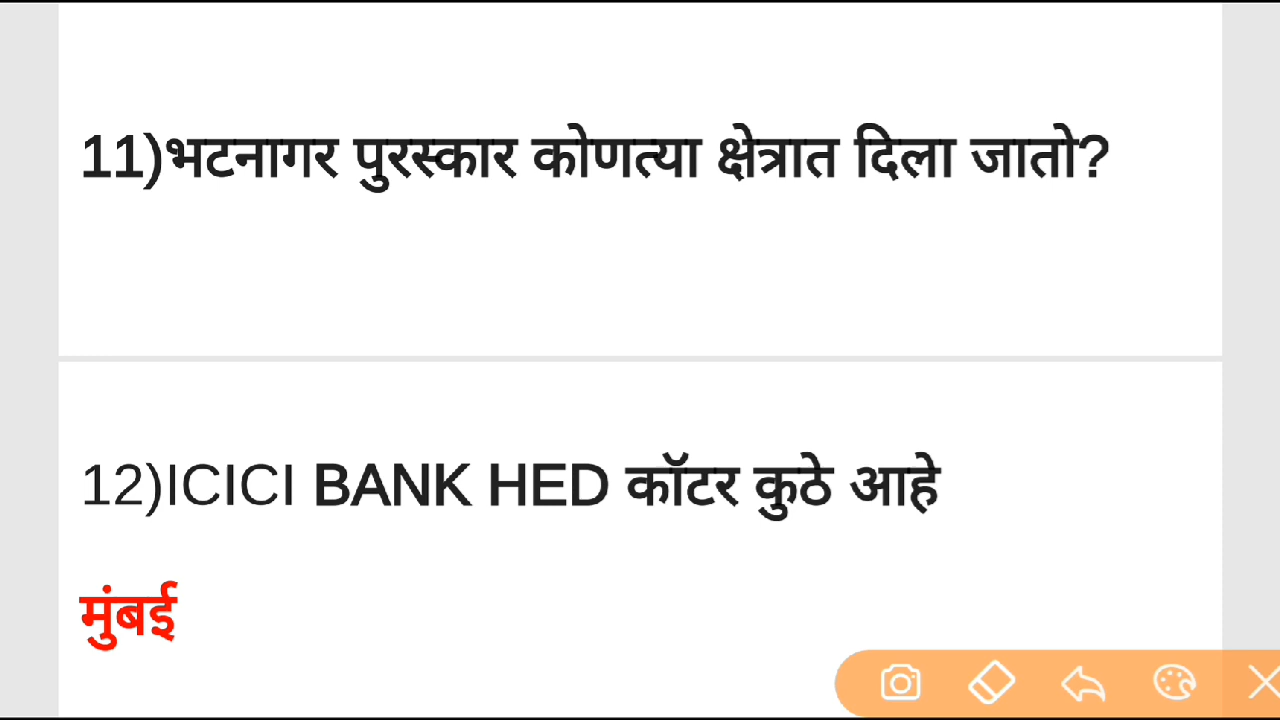 11)भटनागर पुरस्कार कोणत्या क्षेत्रात दिला जातो?
12)ICICI BANK HED कॉटर कुठे आहे
मुंबई